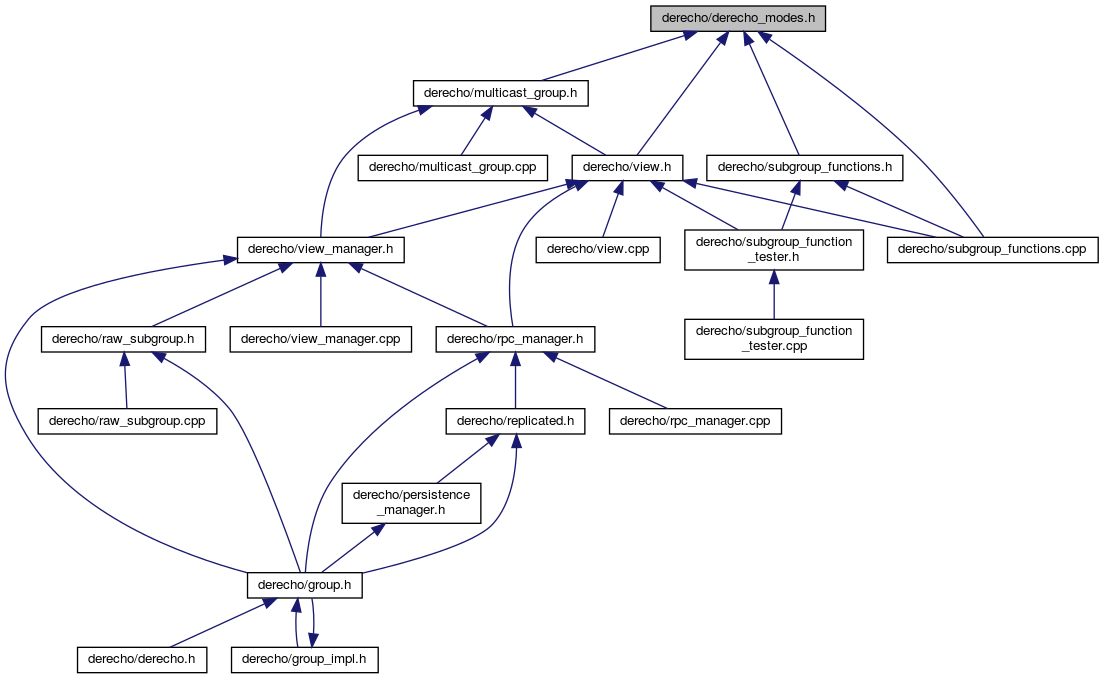 derecho/derecho_modes.h
derecho/multicast_group.h
derecho/multicast_group.cpp
derecho/view.h
derecho/subgroup_functions.h
derecho/view_manager.h
derecho/view.cpp
derecho/subgroup_function
_tester.h
derecho/subgroup_functions.cpp
derecho/raw_subgroup.h
derecho/view_manager.cpp
derecho/rpc_manager.h
derecho/subgroup_function
_tester.cpp
derecho/raw_subgroup.cpp
derecho/replicated.h
derecho/rpc_manager.cpp
derecho/persistence
_manager.h
derecho/group.h
derecho/derecho.h
derecho/group_impl.h